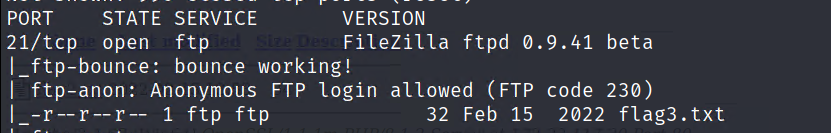 PORT STATE SERVICE VERSION
21/tcp open ftp FileZilla ftpd 0.9.41 beta
|_ftp-bounce: bounce working!
| ftp-anon: Anonymous FTP login allowed (FTP code 230)
|_-r--r--r-- 1 ftp ftp 32 Feb 15 2022 flag3.txt